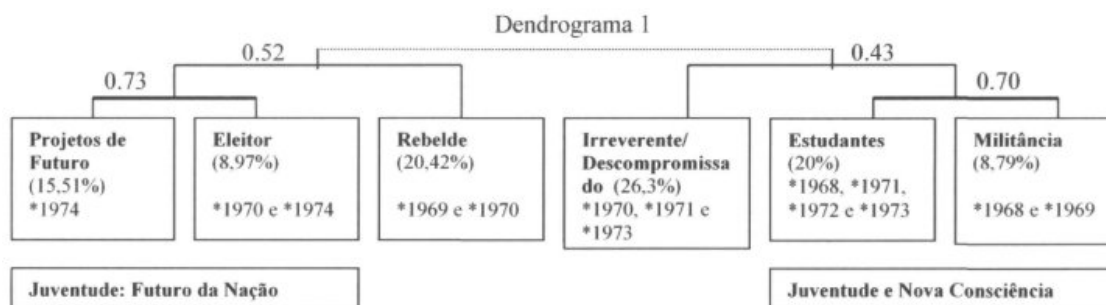 Dendrograma 1
0.52
0.43
0.73
0.70
Projetos de
Futuro
(15,51%)
*1974
Eleitor
(8,97%)
*1970 e *1974
Rebelde
(20,42%)
*1969 e *1970
Irreverente/
Descompromissa
do (26,3%)
*1970, *1971 e
*1973
Estudantes
(20%)
*1968, *1971,
*1972 e *1973
Militância
(8,79%)
*1968 e *1969
Juventude: Futuro da Nação
Juventude e Nova Consciência